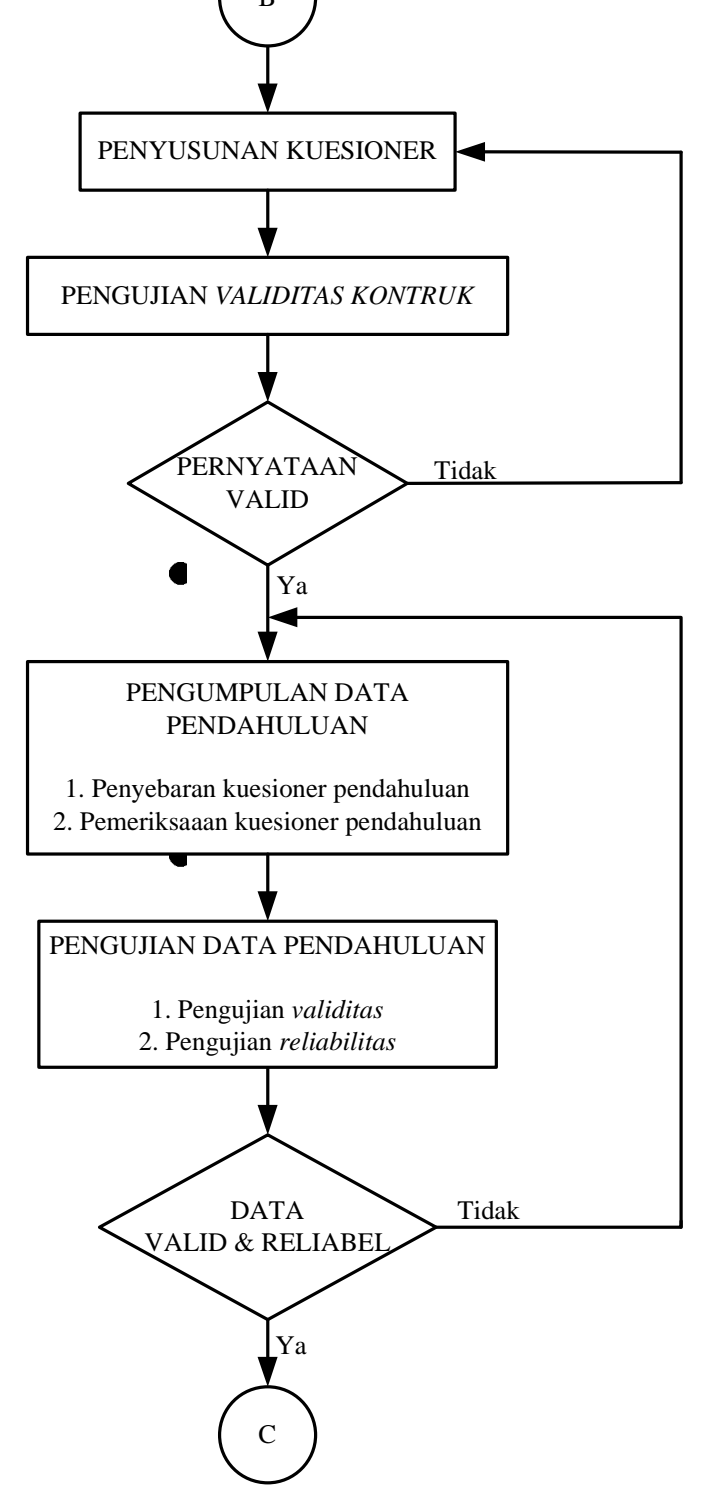 B
PENYUSUNAN KUESIONER
PENGUJIAN VALIDITAS KONTRUK
PERNYATAAN
VALID
Tidak
Ya
PENGUMPULAN DATA
PENDAHULUAN
1. Penyebaran kuesioner pendahuluan
2. Pemeriksaaan kuesioner pendahuluan
PENGUJIAN DATA PENDAHULUAN
1. Pengujian validitas
2. Pengujian reliabilitas
DATA
VALID & RELIABEL
Tidak
Ya
C